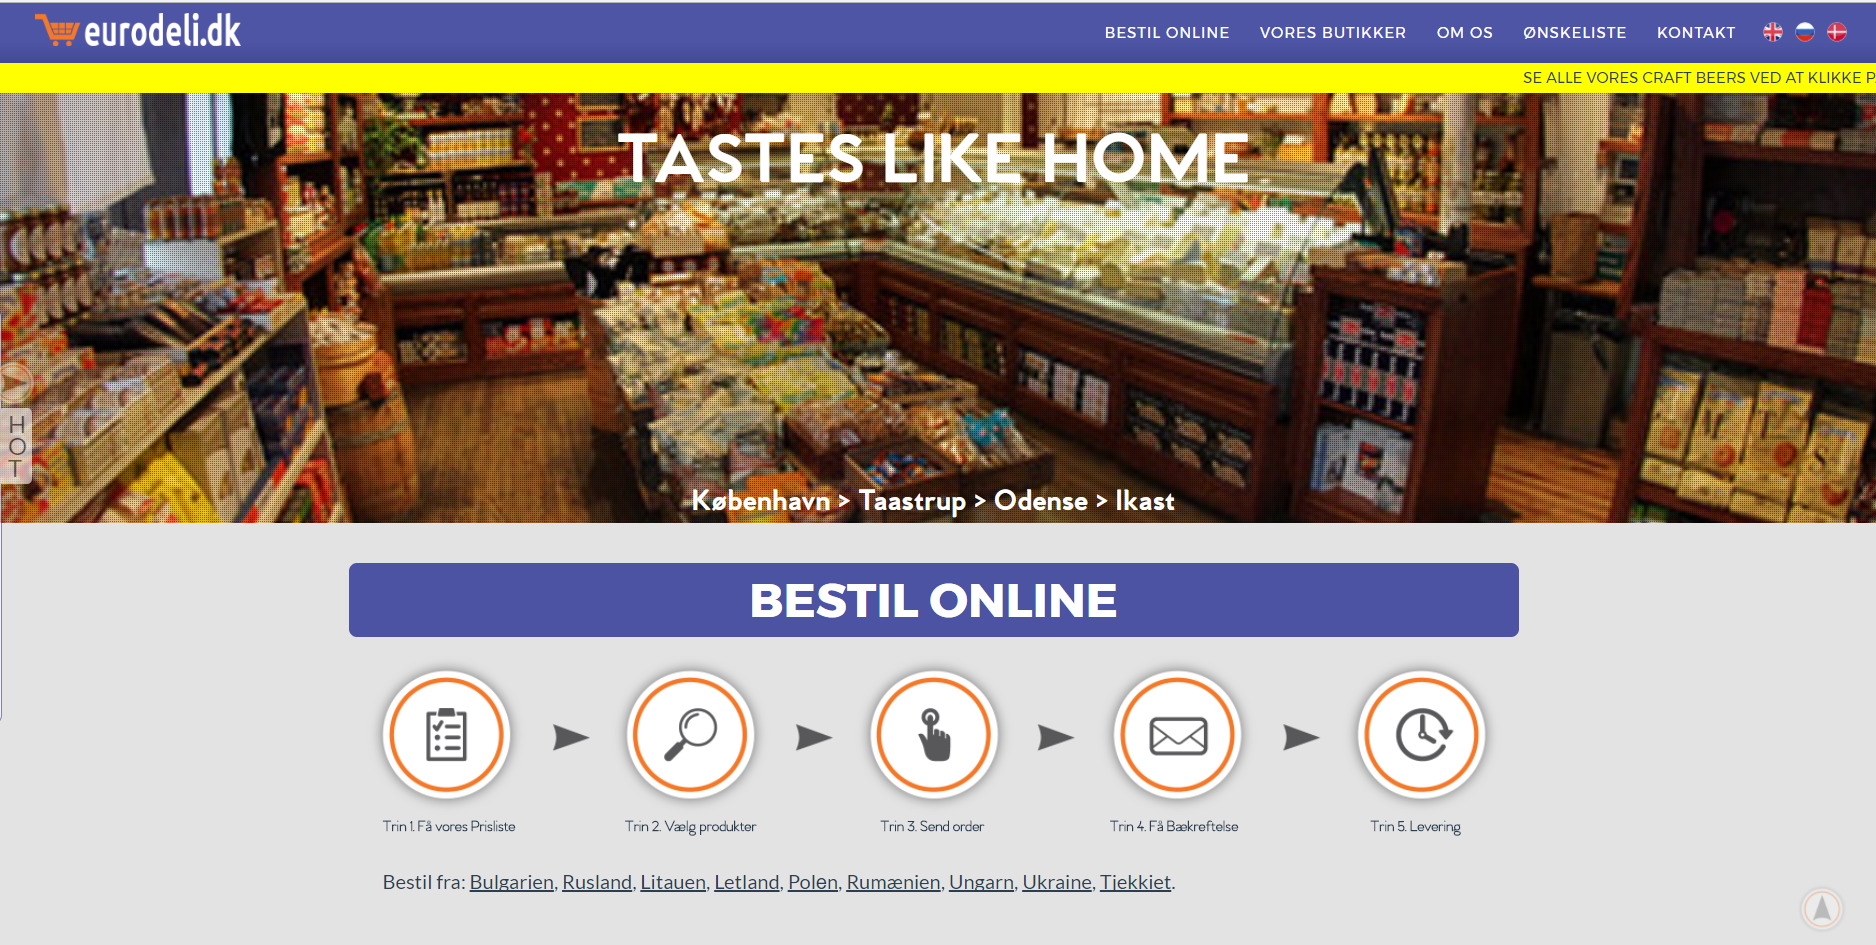 eurodeli.dk
BESTIL ONLINE VORES BUTIKKER OM OS ØNSKELISTE KONTAKT
SE ALLE VORES CRAFT BEERS VED AT KLIKKE P
TASTES LIKE HOME
HOT
København > Taastrup > Odense > Ikast
BESTIL ONLINE
Trin 1. Få vores Prisliste
Trin 2. Vælg produkter
Trin 3. Send order
Trin 4. Få Bækreftelse
Trin 5. Levering
Bestil fra: Bulgarien, Rusland, Litauen, Letland, Polen, Rumænien, Ungarn, Ukraine, Tjekkiet.